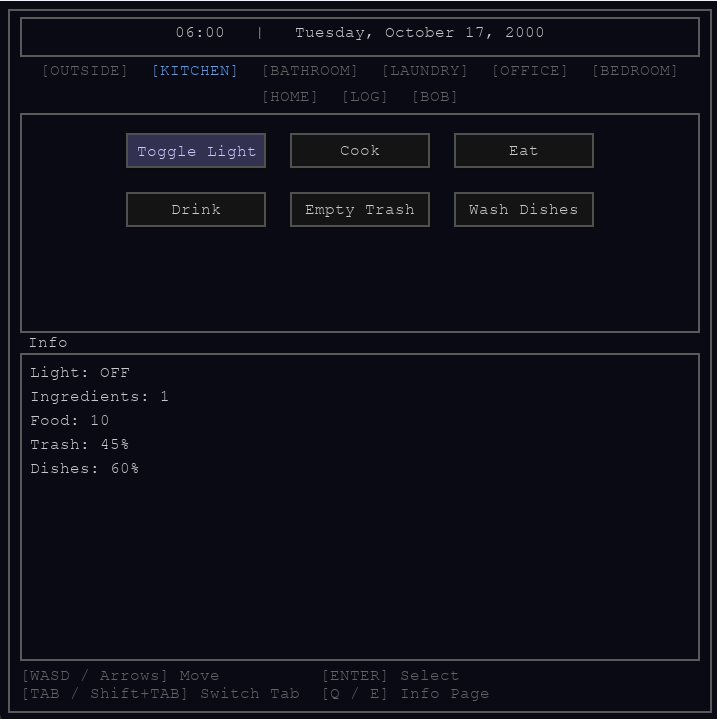 06:00 | Tuesday, October 17, 2000
[OUTSIDE] [KITCHEN] [BATHROOM] [LAUNDRY] [OFFICE] [BEDROOM]
[HOME] [LOG] [BOB]
Toggle Light Cook Eat
Drink Empty Trash Wash Dishes
Info
Light: OFF
Ingredients: 1
Food: 10
Trash: 45%
Dishes: 60%
[WASD / Arrows] Move [ENTER] Select
[TAB / Shift+TAB] Switch Tab [Q / E] Info Page